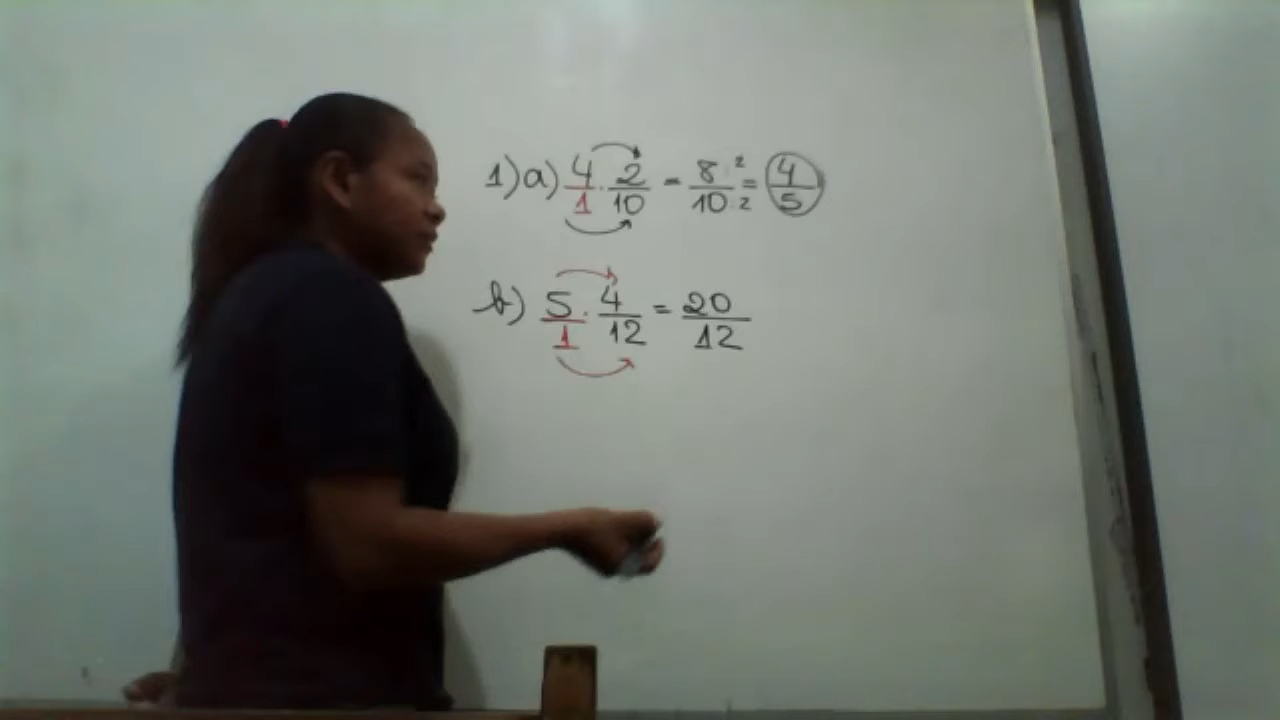 1) a) 4/1 . 2/10 = 8:2/10:2 = 4/5
b) 5/1 . 4/12 = 20/12